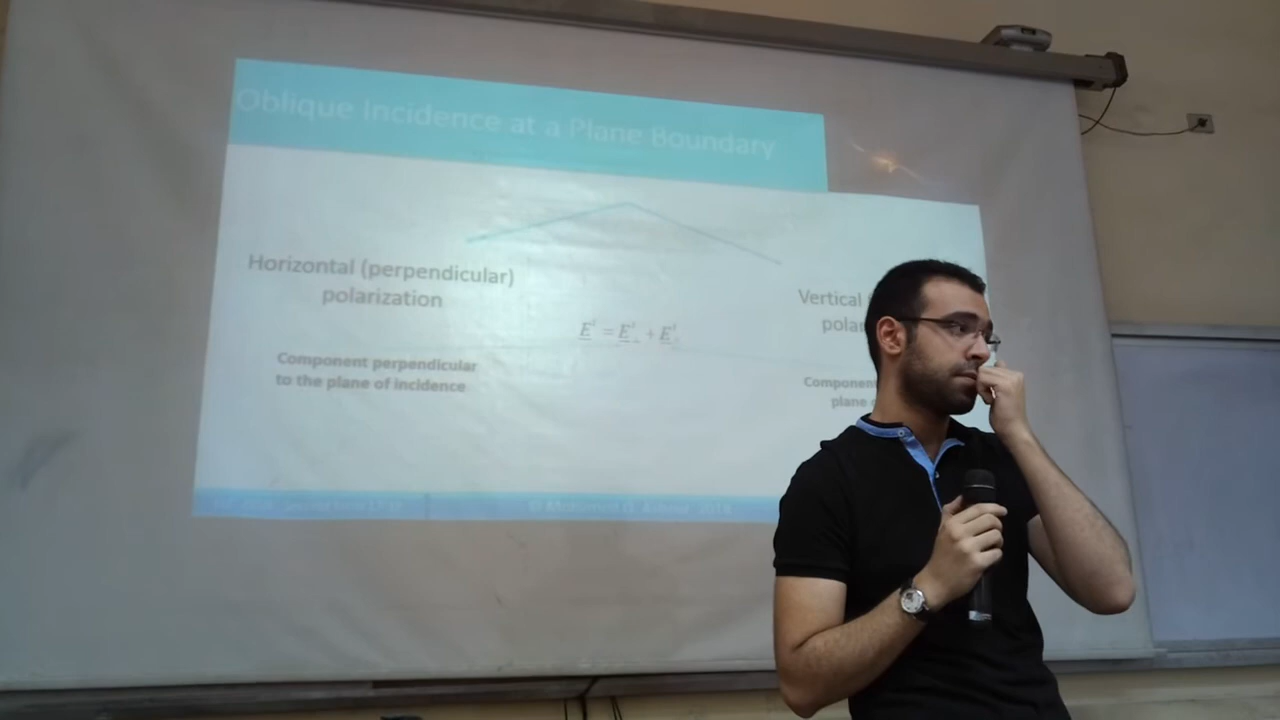 Oblique Incidence at a Plane Boundary
Horizontal (perpendicular)
polarization
Component perpendicular
to the plane of incidence
E = E + E
Vertical
polar
Component
plane